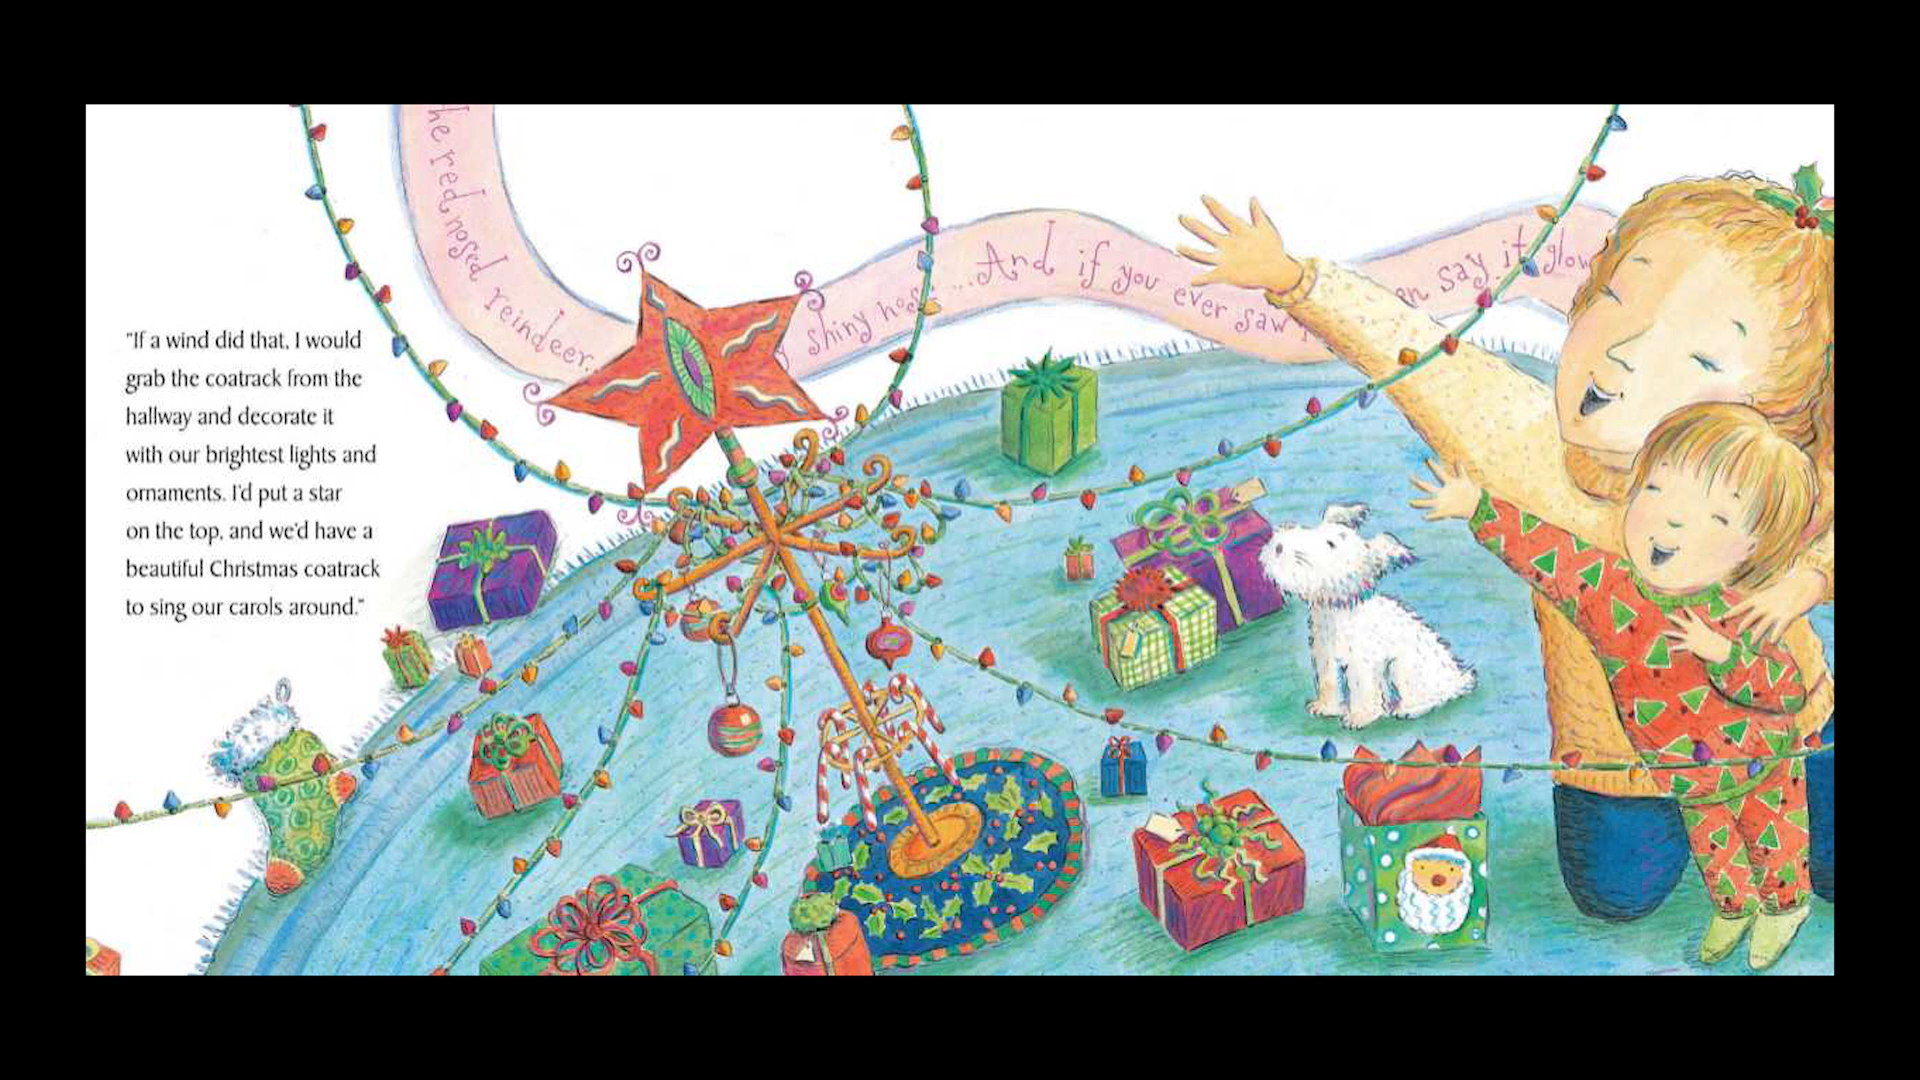 "If a wind did that, I would
grab the coatrack from the
hallway and decorate it
with our brightest lights and
ornaments. I'd put a star
on the top, and we'd have a
beautiful Christmas coatrack
to sing our carols around."
red nosed reindeer.
shiny ...And if you ever saw say it